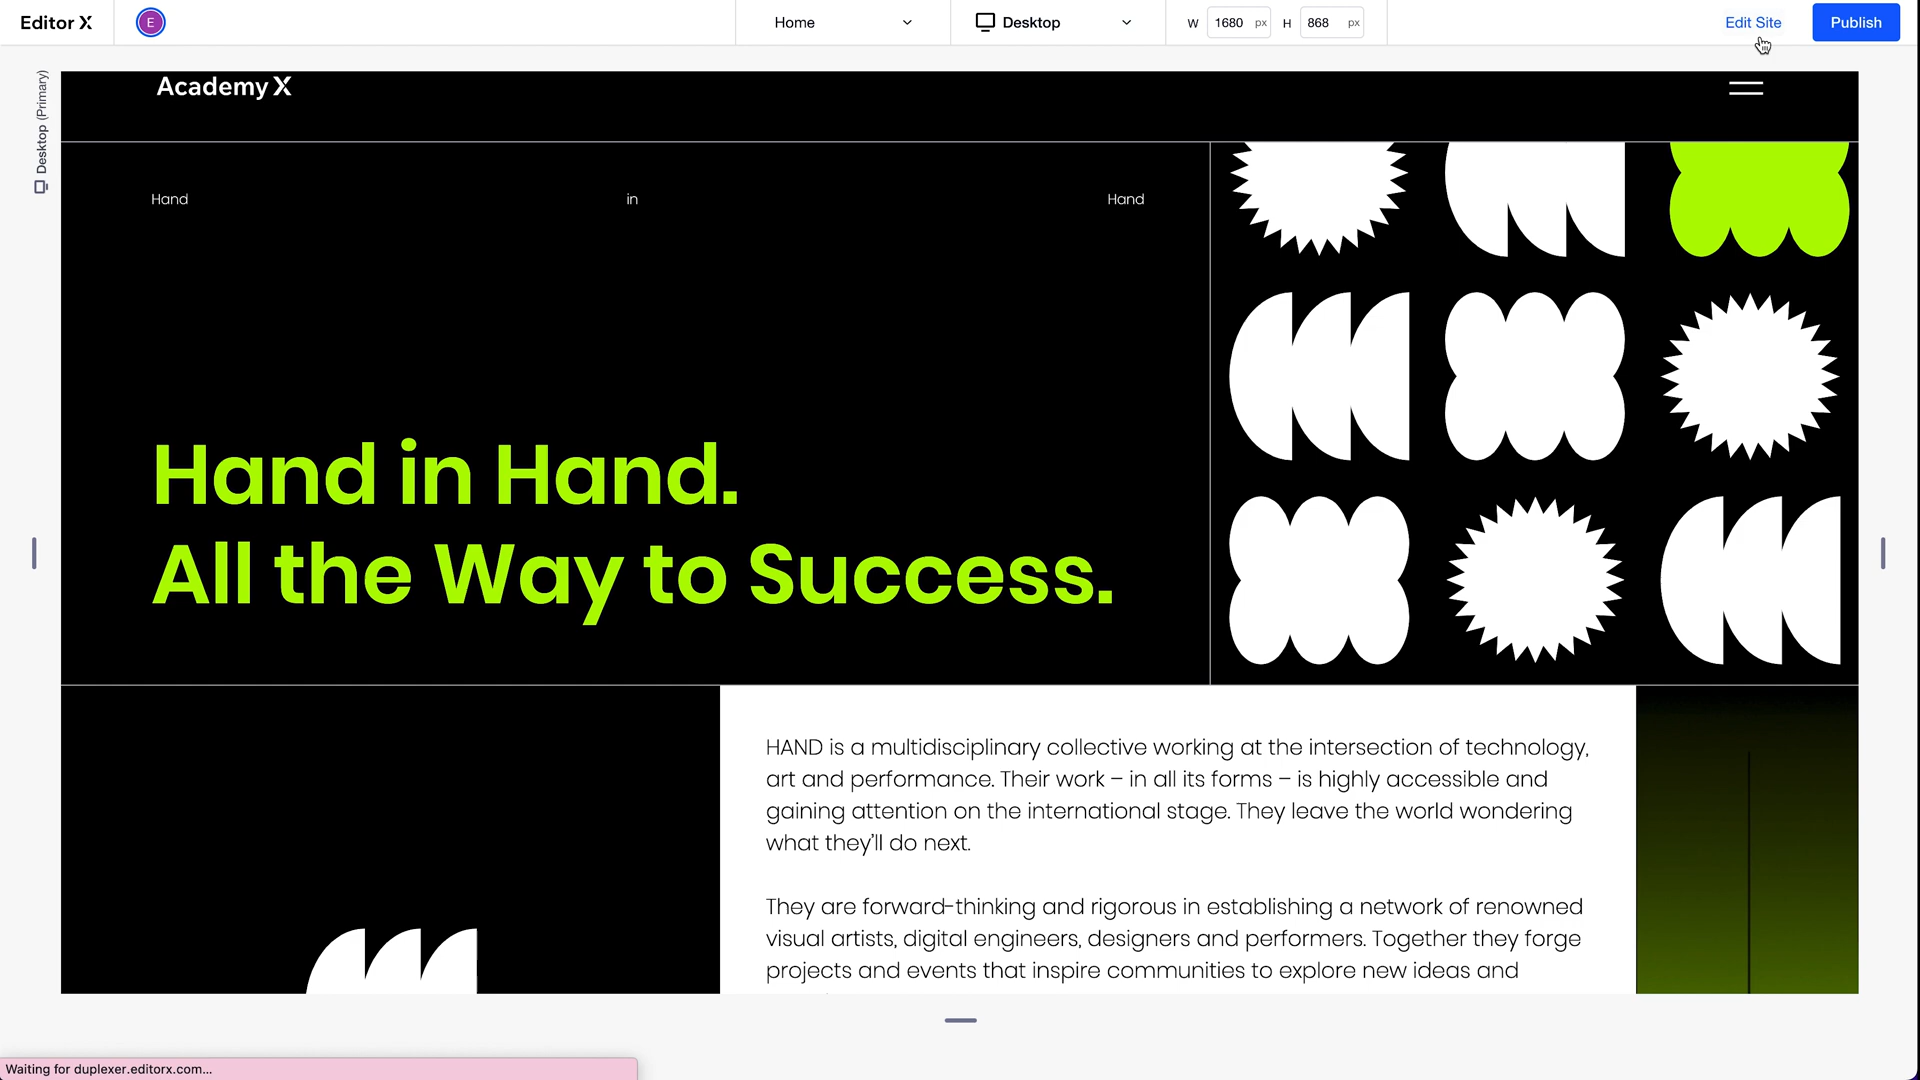 Editor X
E
Home
Desktop
W 1680 px H 868 px
Edit Site
Publish
Desktop (Primary)
Academy X
Hand in Hand
Hand in Hand.
All the Way to Success.
HAND is a multidisciplinary collective working at the intersection of technology,
art and performance. Their work – in all its forms – is highly accessible and
gaining attention on the international stage. They leave the world wondering
what they’ll do next.
They are forward-thinking and rigorous in establishing a network of renowned
visual artists, digital engineers, designers and performers. Together they forge
projects and events that inspire communities to explore new ideas and
Waiting for duplexer.editorx.com...